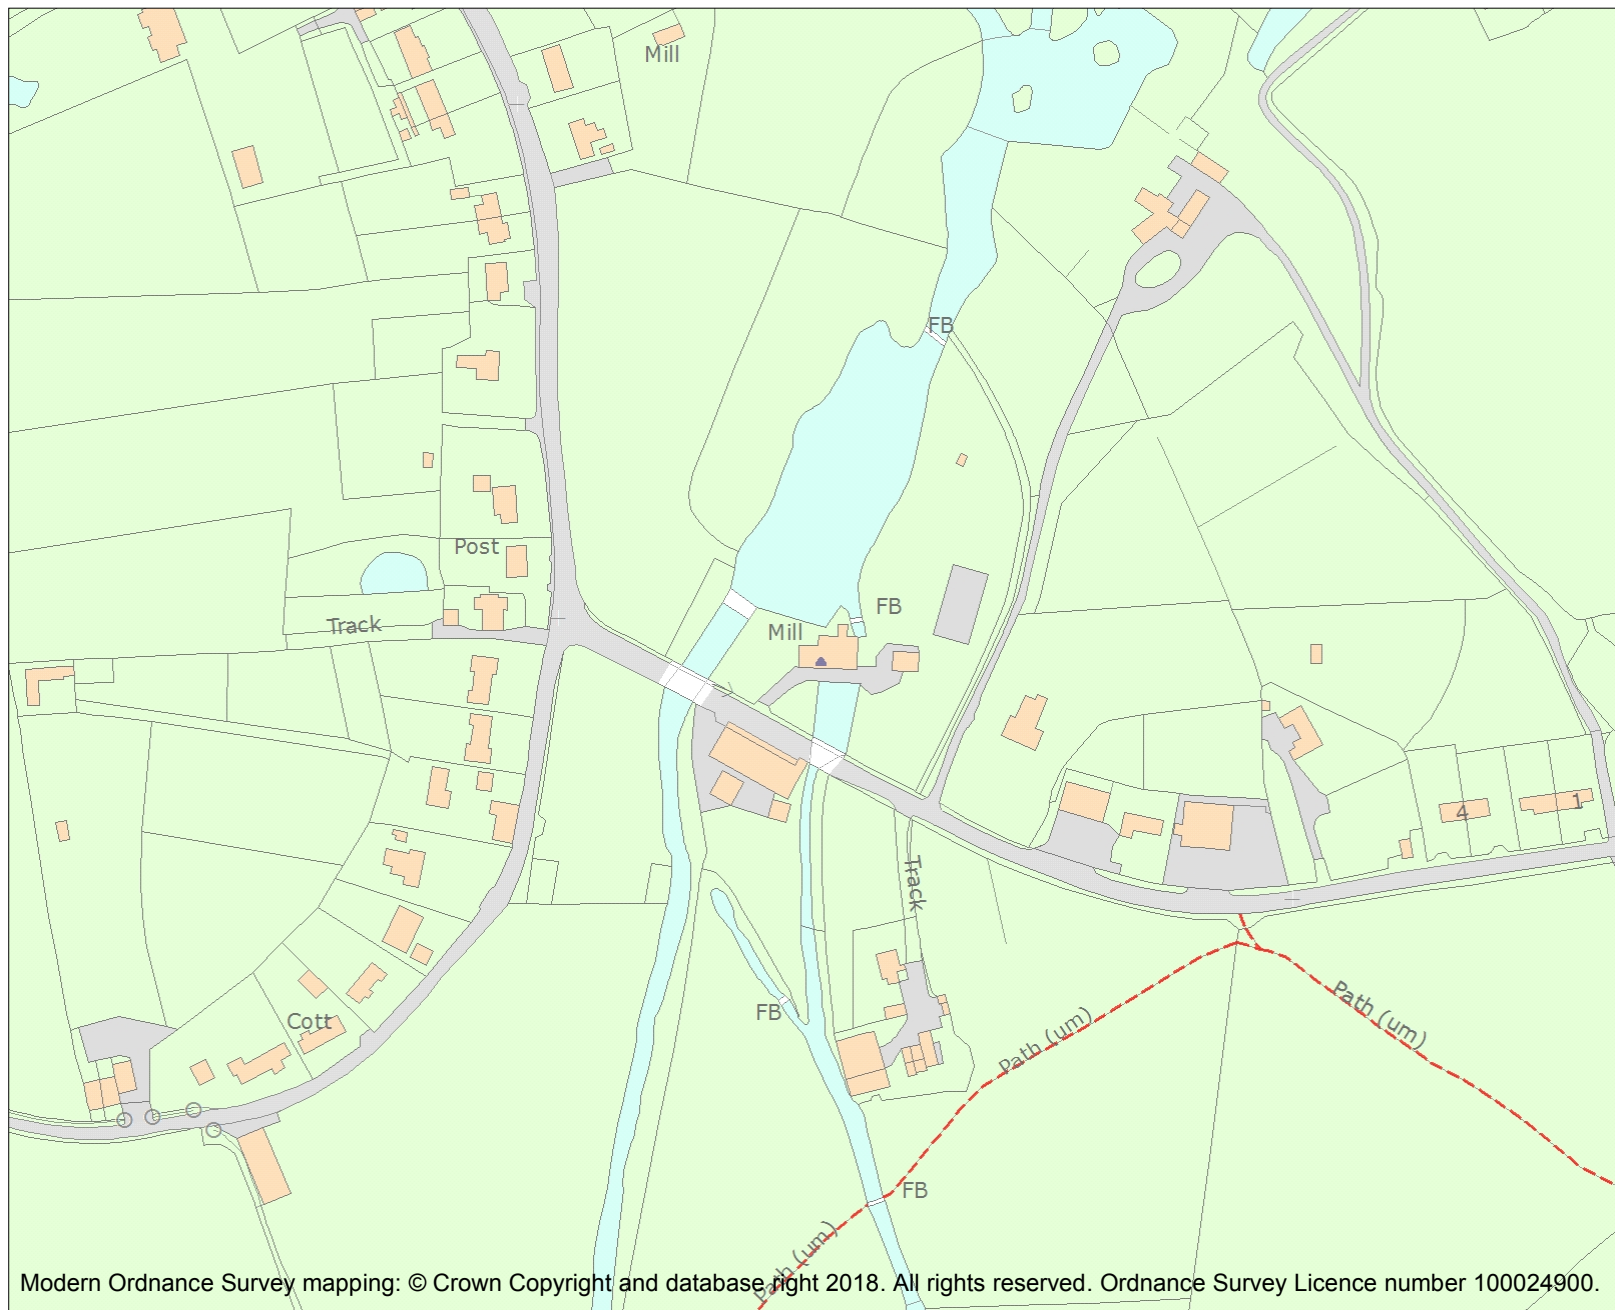 Mill
FB
Post
FB
Track
Mill
4
1
Track
Path (um)
FB
Cott
Path (um)
FB
Path (um)
Modern Ordnance Survey mapping: © Crown Copyright and database right 2018. All rights reserved. Ordnance Survey Licence number 100024900.